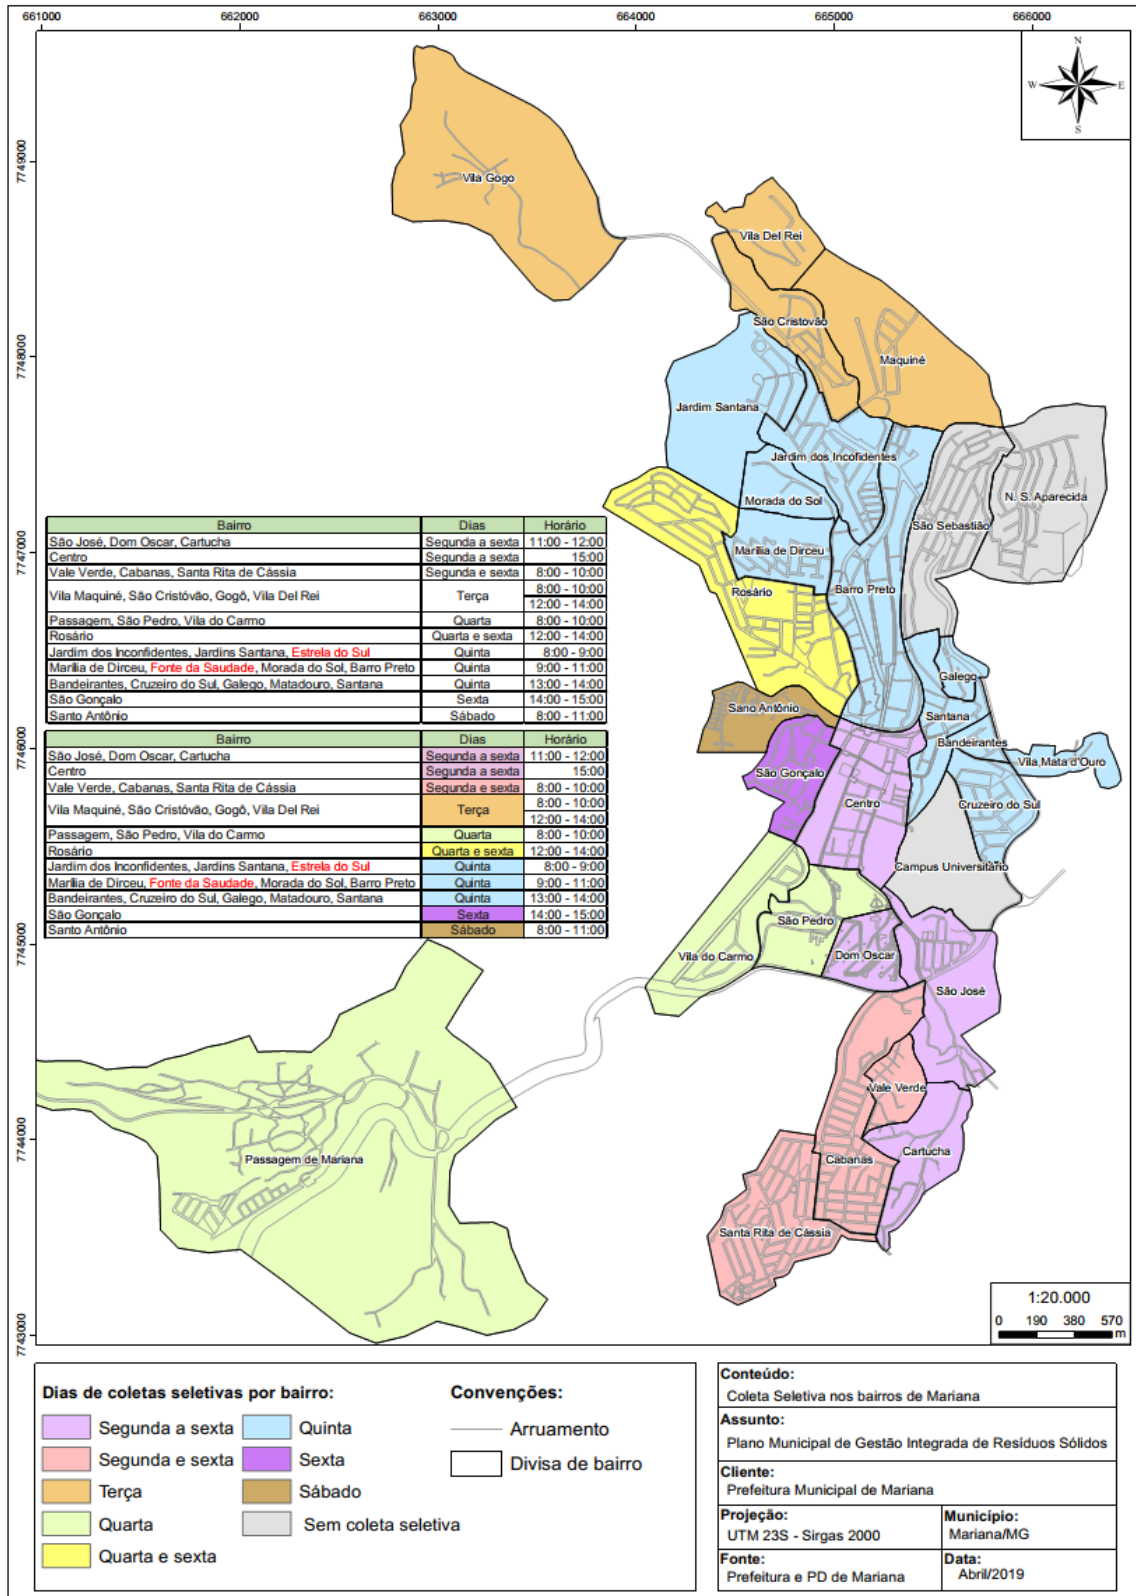 661000 662000 663000 664000 665000 666000
N
W E
S
7749000
7748000
7747000
7746000
7745000
7744000
7743000
Vila Gogo
Vila Del Rei
São Cristovão
Maquiné
Jardim Santana
Jardim dos Incofidentes
Morada do Sol
N. S. Aparecida
São Sebastião
Marília de Dirceu
Rosário
Barro Preto
Galego
Sano Antônio
Santana
Bandeirantes
Vila Mata d'Ouro
São Gonçalo
Centro
Cruzeiro do Sul
Campus Universitário
São Pedro
Vila do Carmo
Dom Oscar
São José
Vale Verde
Cartucha
Cabanas
Passagem de Mariana
Santa Rita de Cássia
Bairro Dias Horário
São José, Dom Oscar, Cartucha Segunda a sexta 11:00 - 12:00
Centro Segunda a sexta 15:00
Vale Verde, Cabanas, Santa Rita de Cássia Segunda e sexta 8:00 - 10:00
Vila Maquiné, São Cristóvão, Gogô, Vila Del Rei Terça 8:00 - 10:00
12:00 - 14:00
Passagem, São Pedro, Vila do Carmo Quarta 8:00 - 10:00
Rosário Quarta e sexta 12:00 - 14:00
Jardim dos Inconfidentes, Jardins Santana, Estrela do Sul Quinta 8:00 - 9:00
Marília de Dirceu, Fonte da Saudade, Morada do Sol, Barro Preto Quinta 9:00 - 11:00
Bandeirantes, Cruzeiro do Sul, Galego, Matadouro, Santana Quinta 13:00 - 14:00
São Gonçalo Sexta 14:00 - 15:00
Santo Antônio Sábado 8:00 - 11:00
Bairro Dias Horário
São José, Dom Oscar, Cartucha Segunda a sexta 11:00 - 12:00
Centro Segunda a sexta 15:00
Vale Verde, Cabanas, Santa Rita de Cássia Segunda e sexta 8:00 - 10:00
Vila Maquiné, São Cristóvão, Gogô, Vila Del Rei Terça 8:00 - 10:00
12:00 - 14:00
Passagem, São Pedro, Vila do Carmo Quarta 8:00 - 10:00
Rosário Quarta e sexta 12:00 - 14:00
Jardim dos Inconfidentes, Jardins Santana, Estrela do Sul Quinta 8:00 - 9:00
Marília de Dirceu, Fonte da Saudade, Morada do Sol, Barro Preto Quinta 9:00 - 11:00
Bandeirantes, Cruzeiro do Sul, Galego, Matadouro, Santana Quinta 13:00 - 14:00
São Gonçalo Sexta 14:00 - 15:00
Santo Antônio Sábado 8:00 - 11:00
1:20.000
0 190 380 570
m
Dias de coletas seletivas por bairro:
Segunda a sexta
Segunda e sexta
Terça
Quarta
Quarta e sexta
Quinta
Sexta
Sábado
Sem coleta seletiva
Convenções:
Arruamento
Divisa de bairro
Conteúdo:
Coleta Seletiva nos bairros de Mariana
Assunto:
Plano Municipal de Gestão Integrada de Resíduos Sólidos
Cliente:
Prefeitura Municipal de Mariana
Projeção:
UTM 23S - Sirgas 2000
Município:
Mariana/MG
Fonte:
Prefeitura e PD de Mariana
Data:
Abril/2019